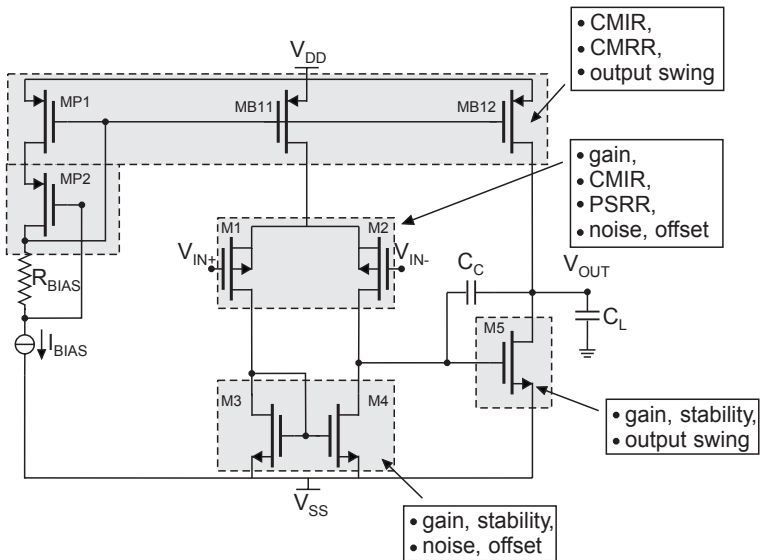 • CMIR,
• CMRR,
• output swing
V_DD
MP1
MB11
MB12
MP2
• gain,
• CMIR,
• PSRR,
• noise, offset
M1
M2
V_IN+
V_IN-
C_C
V_OUT
R_BIAS
C_L
M5
I_BIAS
M3
M4
• gain, stability,
• output swing
V_SS
• gain, stability,
• noise, offset